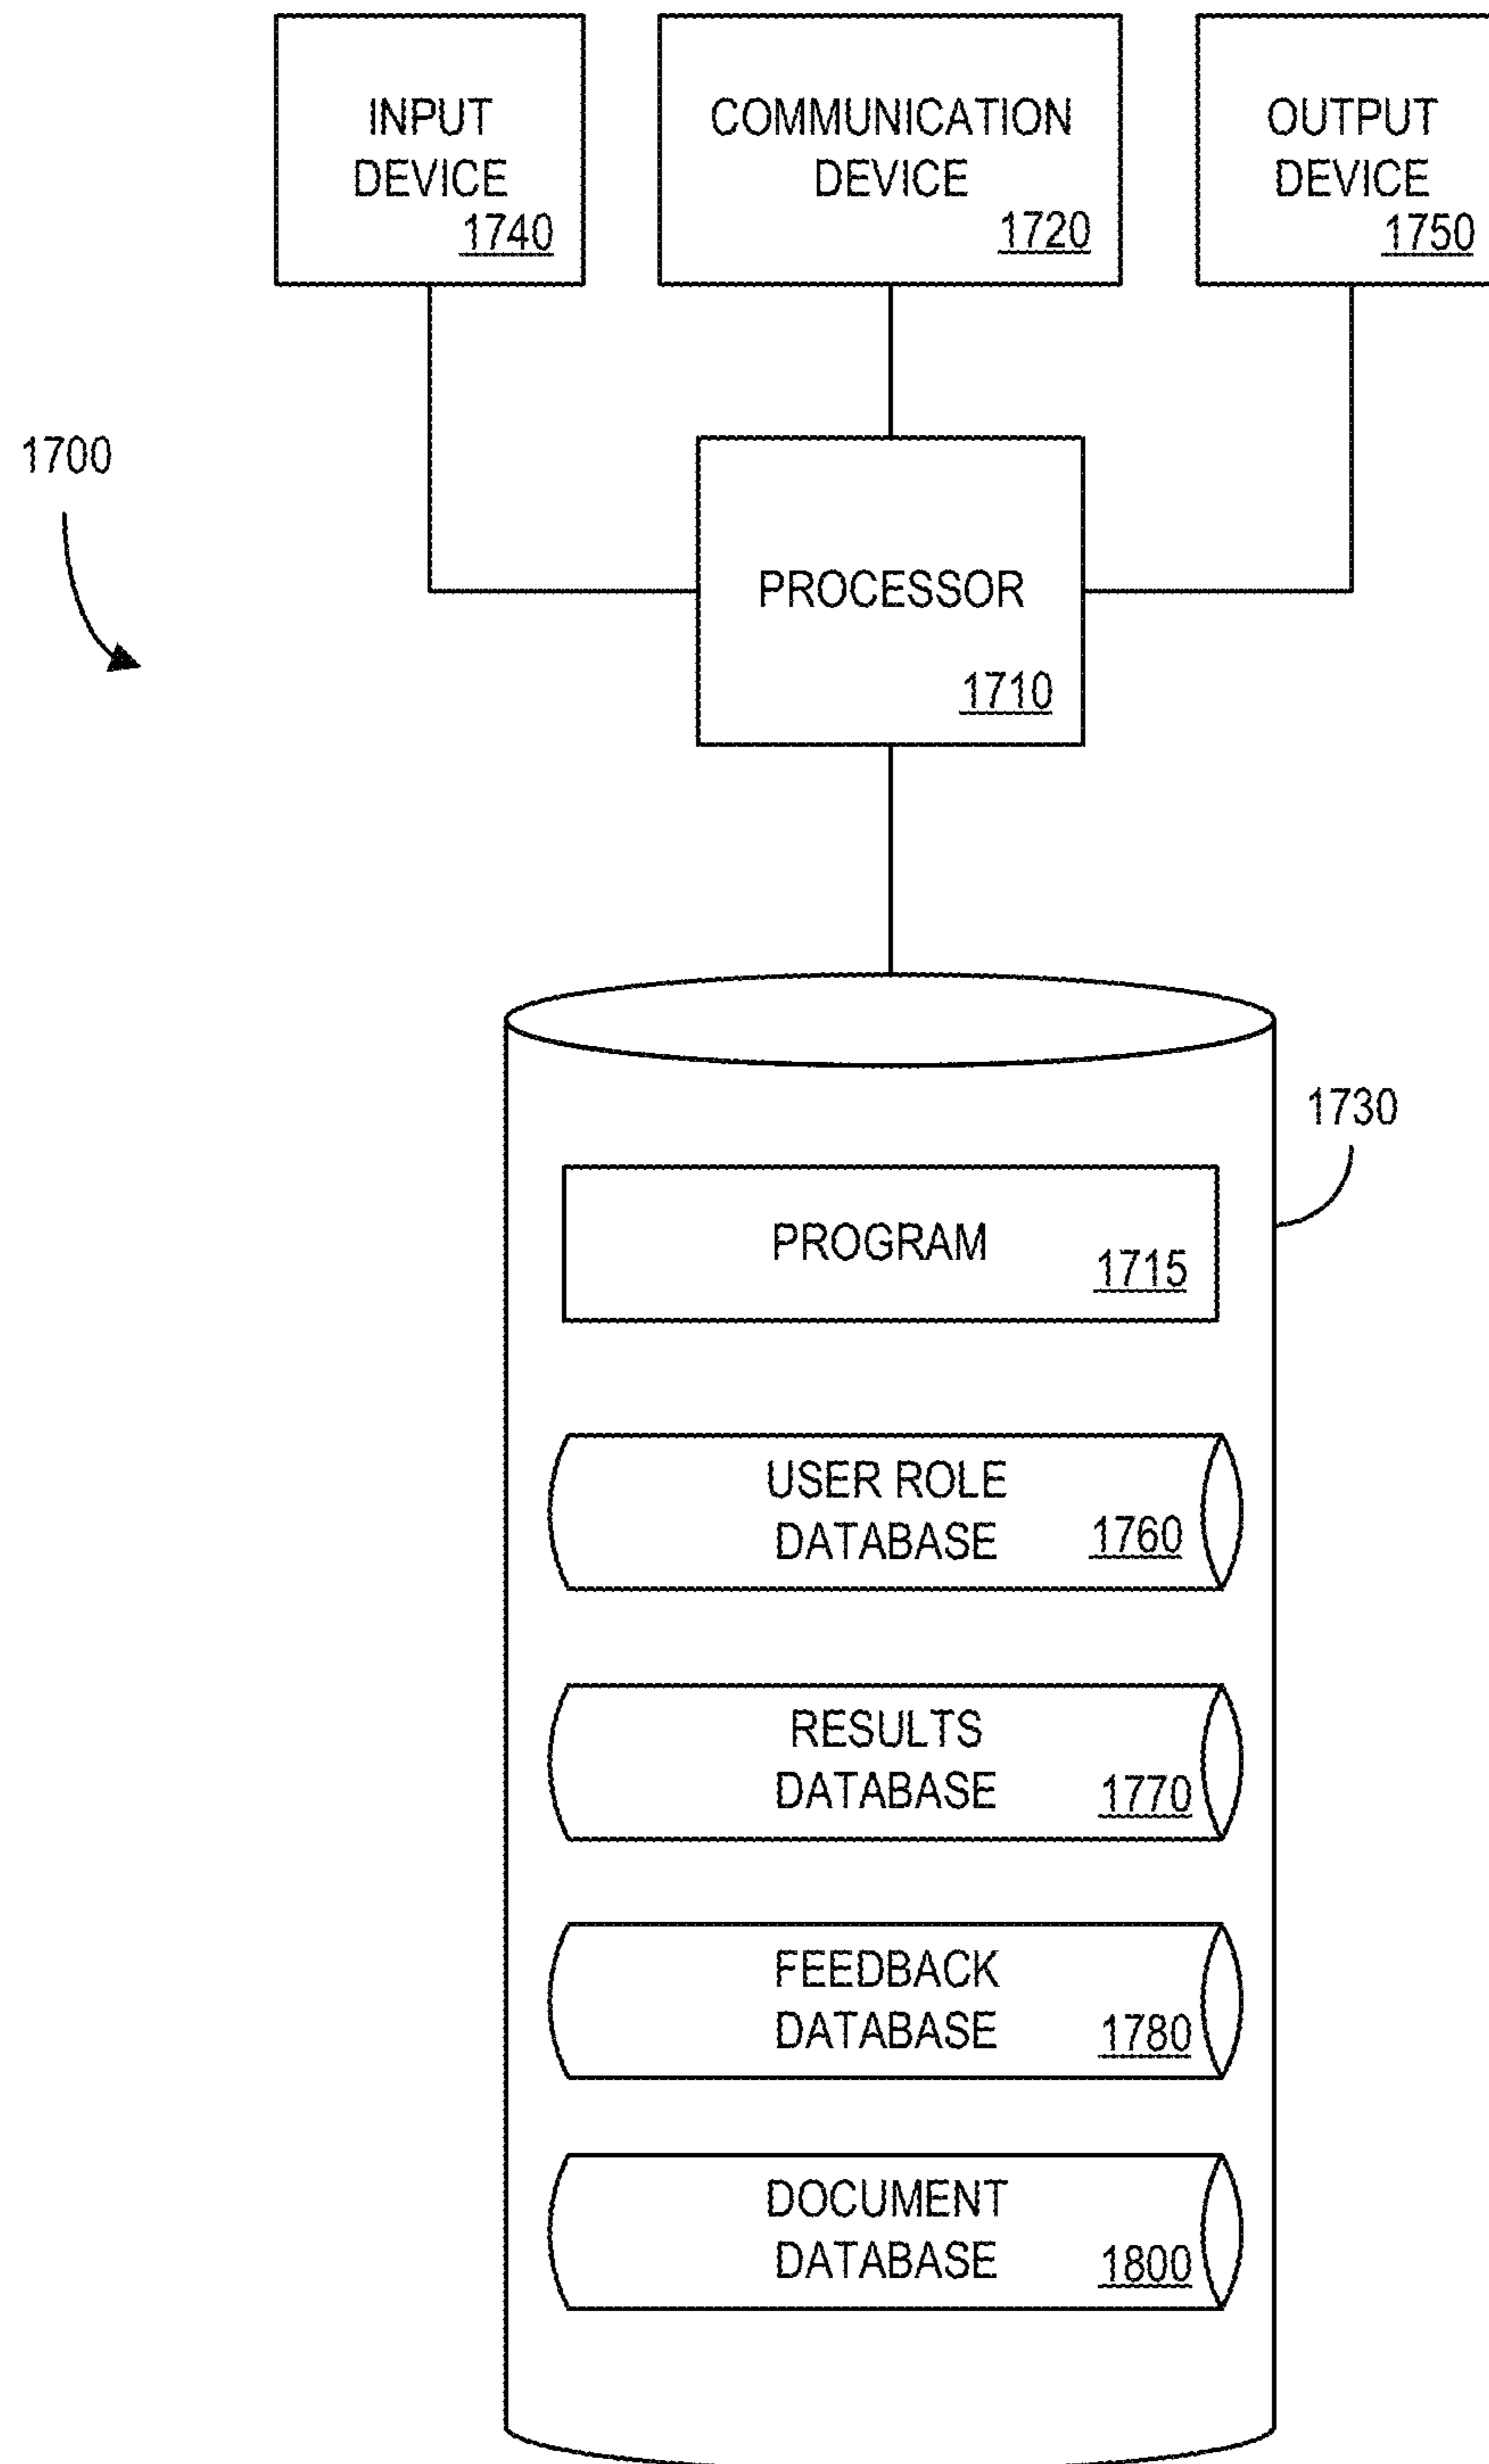 INPUT
DEVICE
1740
COMMUNICATION
DEVICE
1720
OUTPUT
DEVICE
1750
1700
PROCESSOR
1710
1730
PROGRAM
1715
USER ROLE
DATABASE
1760
RESULTS
DATABASE
1770
FEEDBACK
DATABASE
1780
DOCUMENT
DATABASE
1800